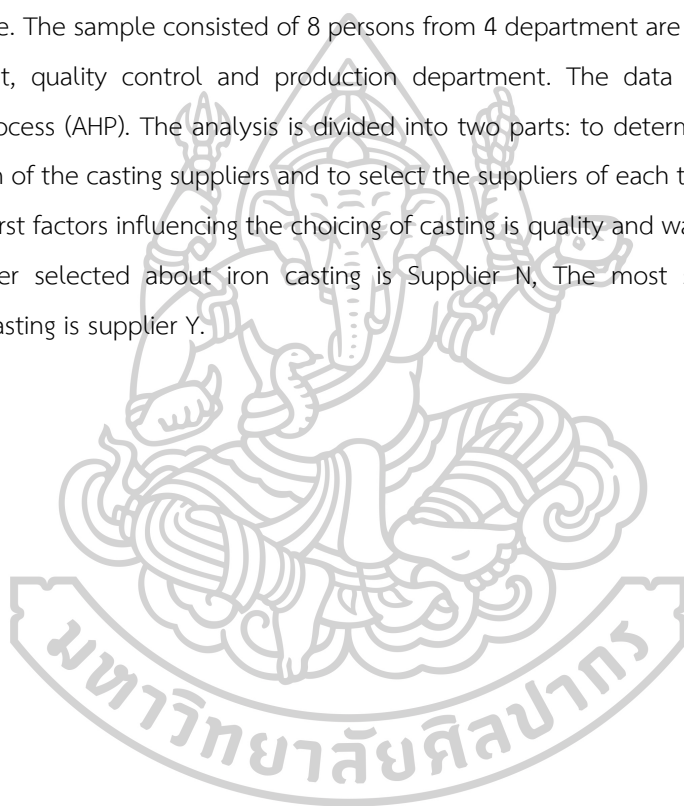 e. The sample consisted of 8 persons from 4 department are
t, quality control and production department. The data
ocess (AHP). The analysis is divided into two parts: to determ
n of the casting suppliers and to select the suppliers of each t
rst factors influencing the choicing of casting is quality and wa
er selected about iron casting is Supplier N, The most
asting is supplier Y.
มหาวิทยาลัยศิลปากร